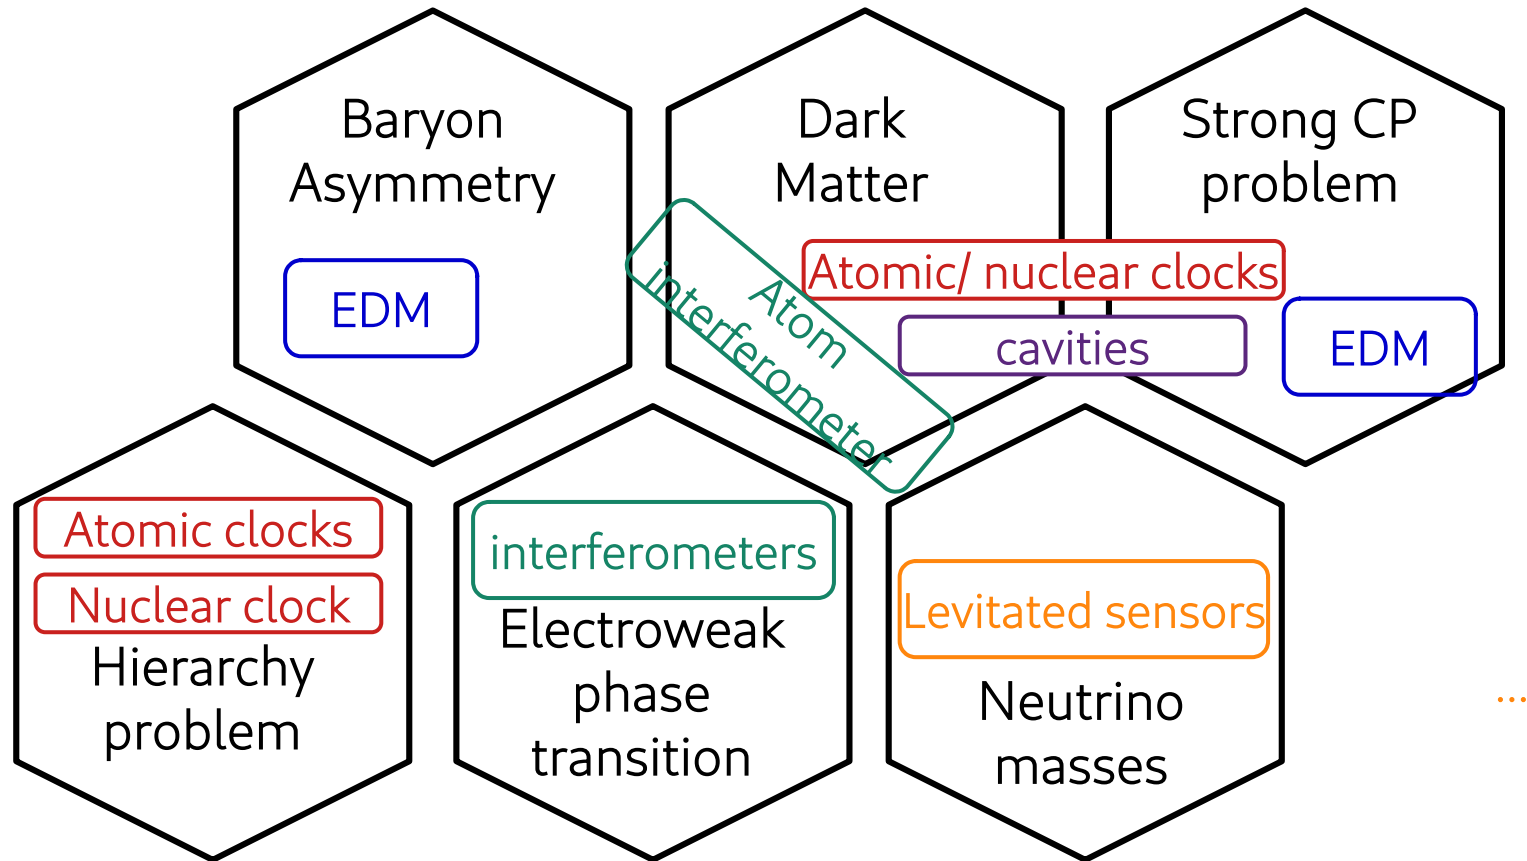 Baryon
Asymmetry
EDM
Dark
Matter
Strong CP
problem
Atomic/ nuclear clocks
cavities
EDM
Atom
interferometer
Atomic clocks
Nuclear clock
Hierarchy
problem
interferometers
Electroweak
phase
transition
Levitated sensors
Neutrino
masses
...